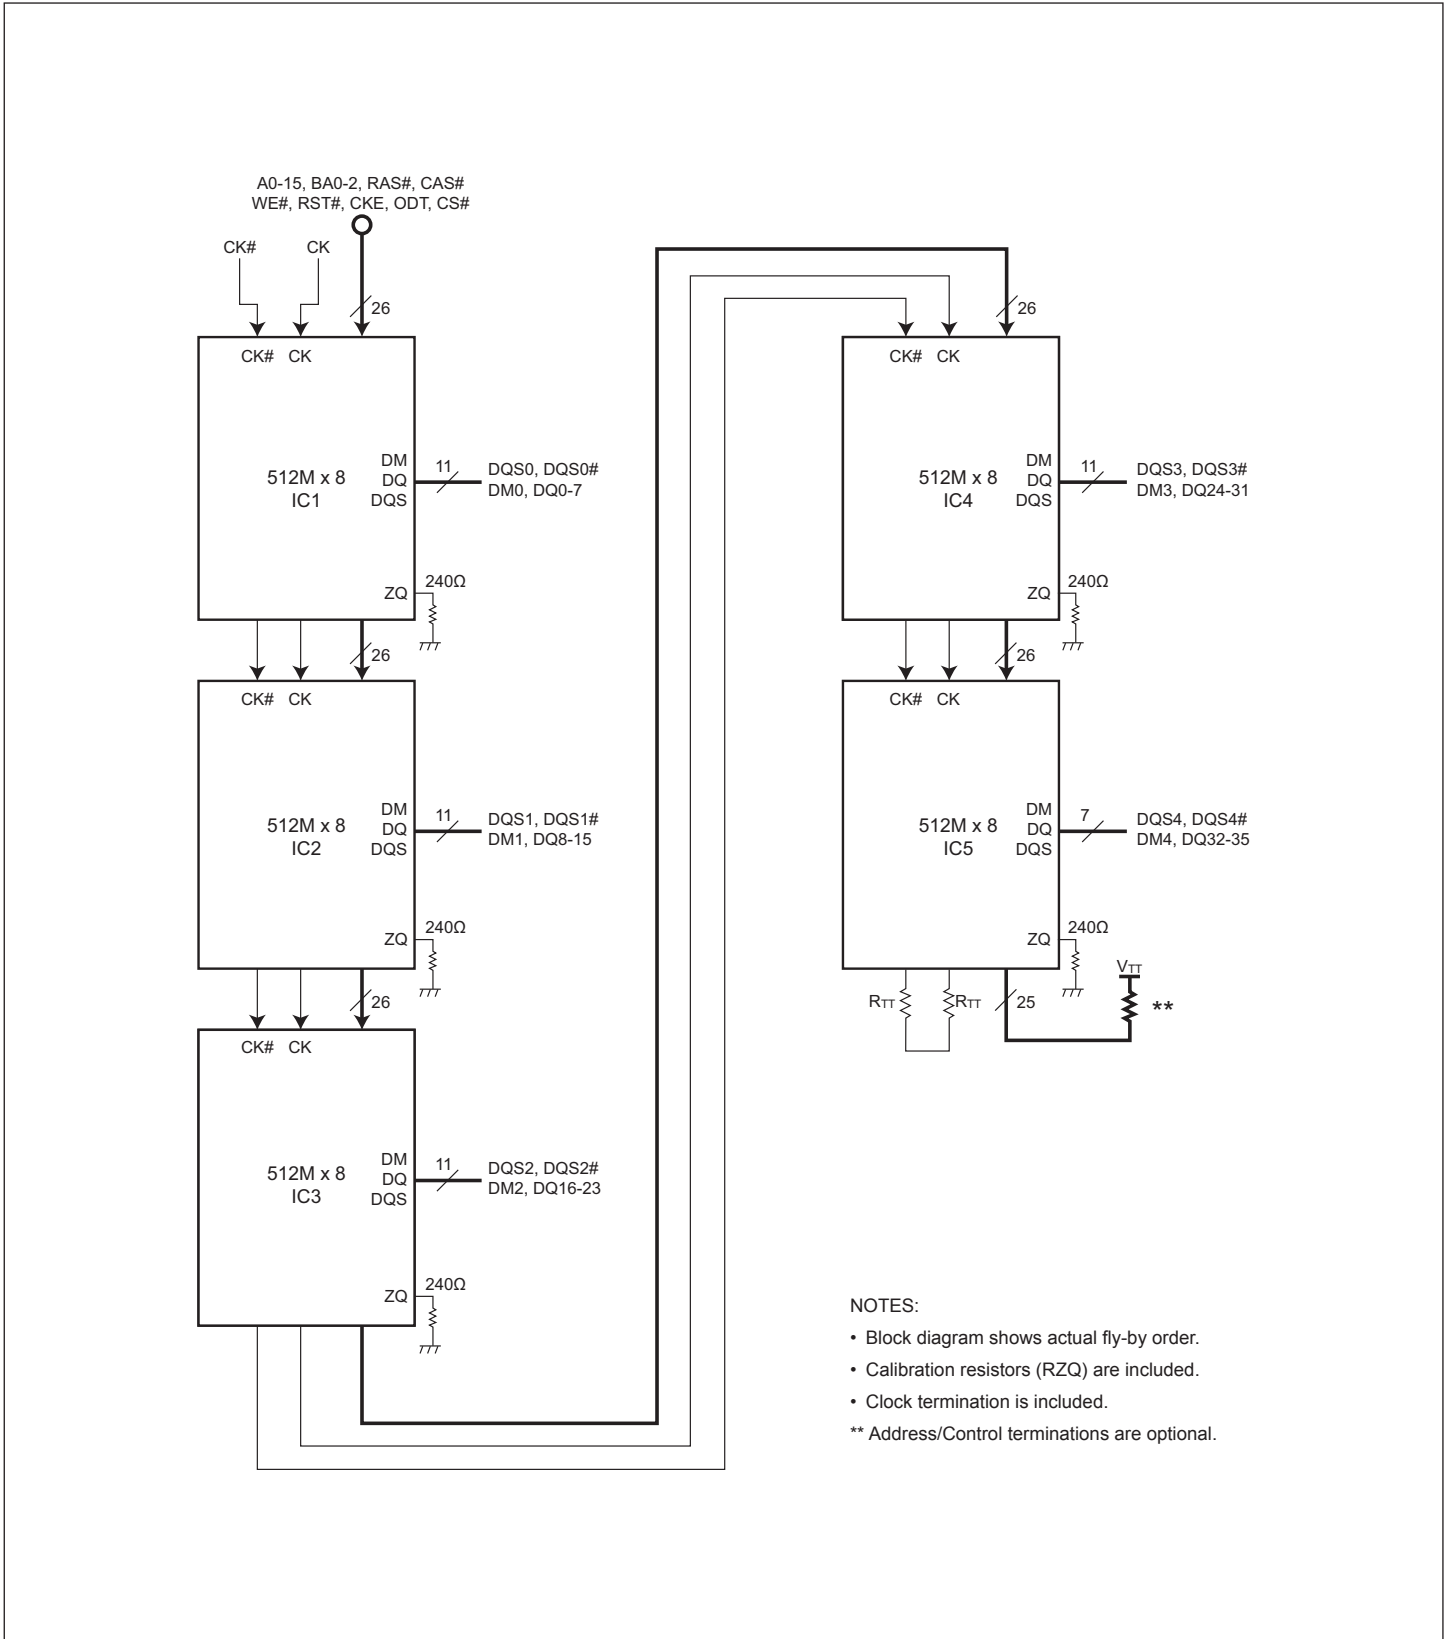 A0-15, BA0-2, RAS#, CAS#
WE#, RST#, CKE, ODT, CS#
CK#
CK
26
CK# CK
512M x 8
IC1
DM
DQ
DQS
11
DQS0, DQS0#
DM0, DQ0-7
ZQ
240Ω
26
CK# CK
512M x 8
IC2
DM
DQ
DQS
11
DQS1, DQS1#
DM1, DQ8-15
ZQ
240Ω
26
CK# CK
512M x 8
IC3
DM
DQ
DQS
11
DQS2, DQS2#
DM2, DQ16-23
ZQ
240Ω
26
CK# CK
512M x 8
IC4
DM
DQ
DQS
11
DQS3, DQS3#
DM3, DQ24-31
ZQ
240Ω
26
CK# CK
512M x 8
IC5
DM
DQ
DQS
7
DQS4, DQS4#
DM4, DQ32-35
ZQ
240Ω
RTT
RTT
25
VTT
**
NOTES:
• Block diagram shows actual fly-by order.
• Calibration resistors (RZQ) are included.
• Clock termination is included.
** Address/Control terminations are optional.